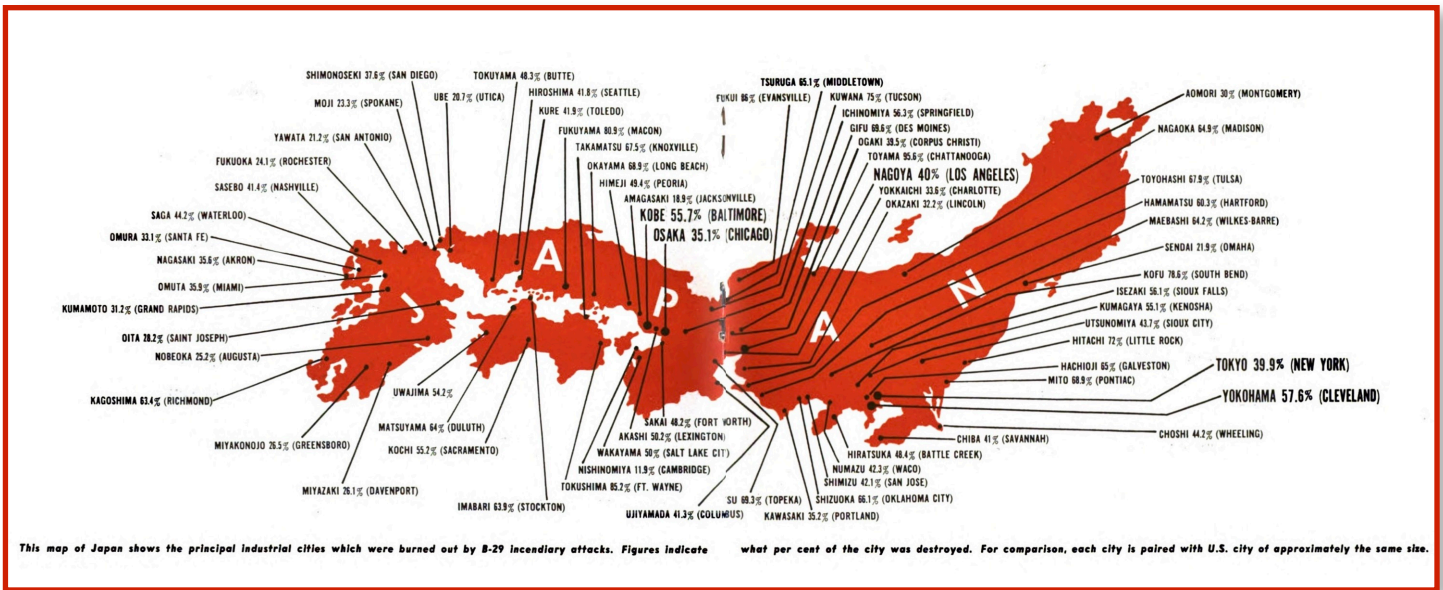 SHIMONOSEKI 37.6% (SAN DIEGO)
MOJI 23.3% (SPOKANE)
YAWATA 21.2% (SAN ANTONIO)
FUKUOKA 24.1% (ROCHESTER)
SASEBO 41.4% (NASHVILLE)
SAGA 44.2% (WATERLOO)
OMURA 33.1% (SANTA FE)
NAGASAKI 35.6% (AKRON)
OMUTA 35.9% (MIAMI)
KUMAMOTO 31.2% (GRAND RAPIDS)
OITA 28.2% (SAINT JOSEPH)
NOBEOKA 25.2% (AUGUSTA)
KAGOSHIMA 63.4% (RICHMOND)
MIYAKONOJO 26.5% (GREENSBORO)
MIYAZAKI 26.1% (DAVENPORT)
TOKUYAMA 48.3% (BUTTE)
UBE 20.7% (UTICA)
HIROSHIMA 41.8% (SEATTLE)
KURE 41.9% (TOLEDO)
FUKUYAMA 80.9% (MACON)
TAKAMATSU 67.5% (KNOXVILLE)
OKAYAMA 68.9% (LONG BEACH)
HIMEJI 49.4% (PEORIA)
AMAGASAKI 18.9% (JACKSONVILLE)
KOBE 55.7% (BALTIMORE)
OSAKA 35.1% (CHICAGO)
J A P A N
UWAJIMA 54.2%
MATSUYAMA 64% (DULUTH)
KOCHI 55.2% (SACRAMENTO)
IMABARI 63.9% (STOCKTON)
SAKAI 48.2% (FORT WORTH)
AKASHI 50.2% (LEXINGTON)
WAKAYAMA 50% (SALT LAKE CITY)
NISHINOMIYA 11.9% (CAMBRIDGE)
TOKUSHIMA 85.2% (FT. WAYNE)
UJIYAMADA 41.3% (COLUMBUS)
TSURUGA 65.1% (MIDDLETOWN)
FUKUI 86% (EVANSVILLE)
KUWANA 75% (TUCSON)
ICHINOMIYA 56.3% (SPRINGFIELD)
GIFU 69.6% (DES MOINES)
OGAKI 39.5% (CORPUS CHRISTI)
TOYAMA 95.6% (CHATTANOOGA)
NAGOYA 40% (LOS ANGELES)
YOKKAICHI 33.6% (CHARLOTTE)
OKAZAKI 32.2% (LINCOLN)
AOMORI 30% (MONTGOMERY)
NAGAOKA 64.9% (MADISON)
TOYOHASHI 67.9% (TULSA)
HAMAMATSU 60.3% (HARTFORD)
MAEBASHI 64.2% (WILKES-BARRE)
SENDAI 21.9% (OMAHA)
KOFU 78.6% (SOUTH BEND)
ISEZAKI 56.1% (SIOUX FALLS)
KUMAGAYA 55.1% (KENOSHA)
UTSUNOMIYA 43.7% (SIOUX CITY)
HITACHI 72% (LITTLE ROCK)
HACHIOJI 65% (GALVESTON)
TOKYO 39.9% (NEW YORK)
MITO 68.9% (PONTIAC)
YOKOHAMA 57.6% (CLEVELAND)
CHOSHI 44.2% (WHEELING)
CHIBA 41% (SAVANNAH)
HIRATSUKA 48.4% (BATTLE CREEK)
NUMAZU 42.3% (WACO)
SHIMIZU 42.1% (SAN JOSE)
SHIZUOKA 66.1% (OKLAHOMA CITY)
SU 69.3% (TOPEKA)
KAWASAKI 35.2% (PORTLAND)
This map of Japan shows the principal industrial cities which were burned out by B-29 incendiary attacks. Figures indicate what per cent of the city was destroyed. For comparison, each city is paired with U.S. city of approximately the same size.